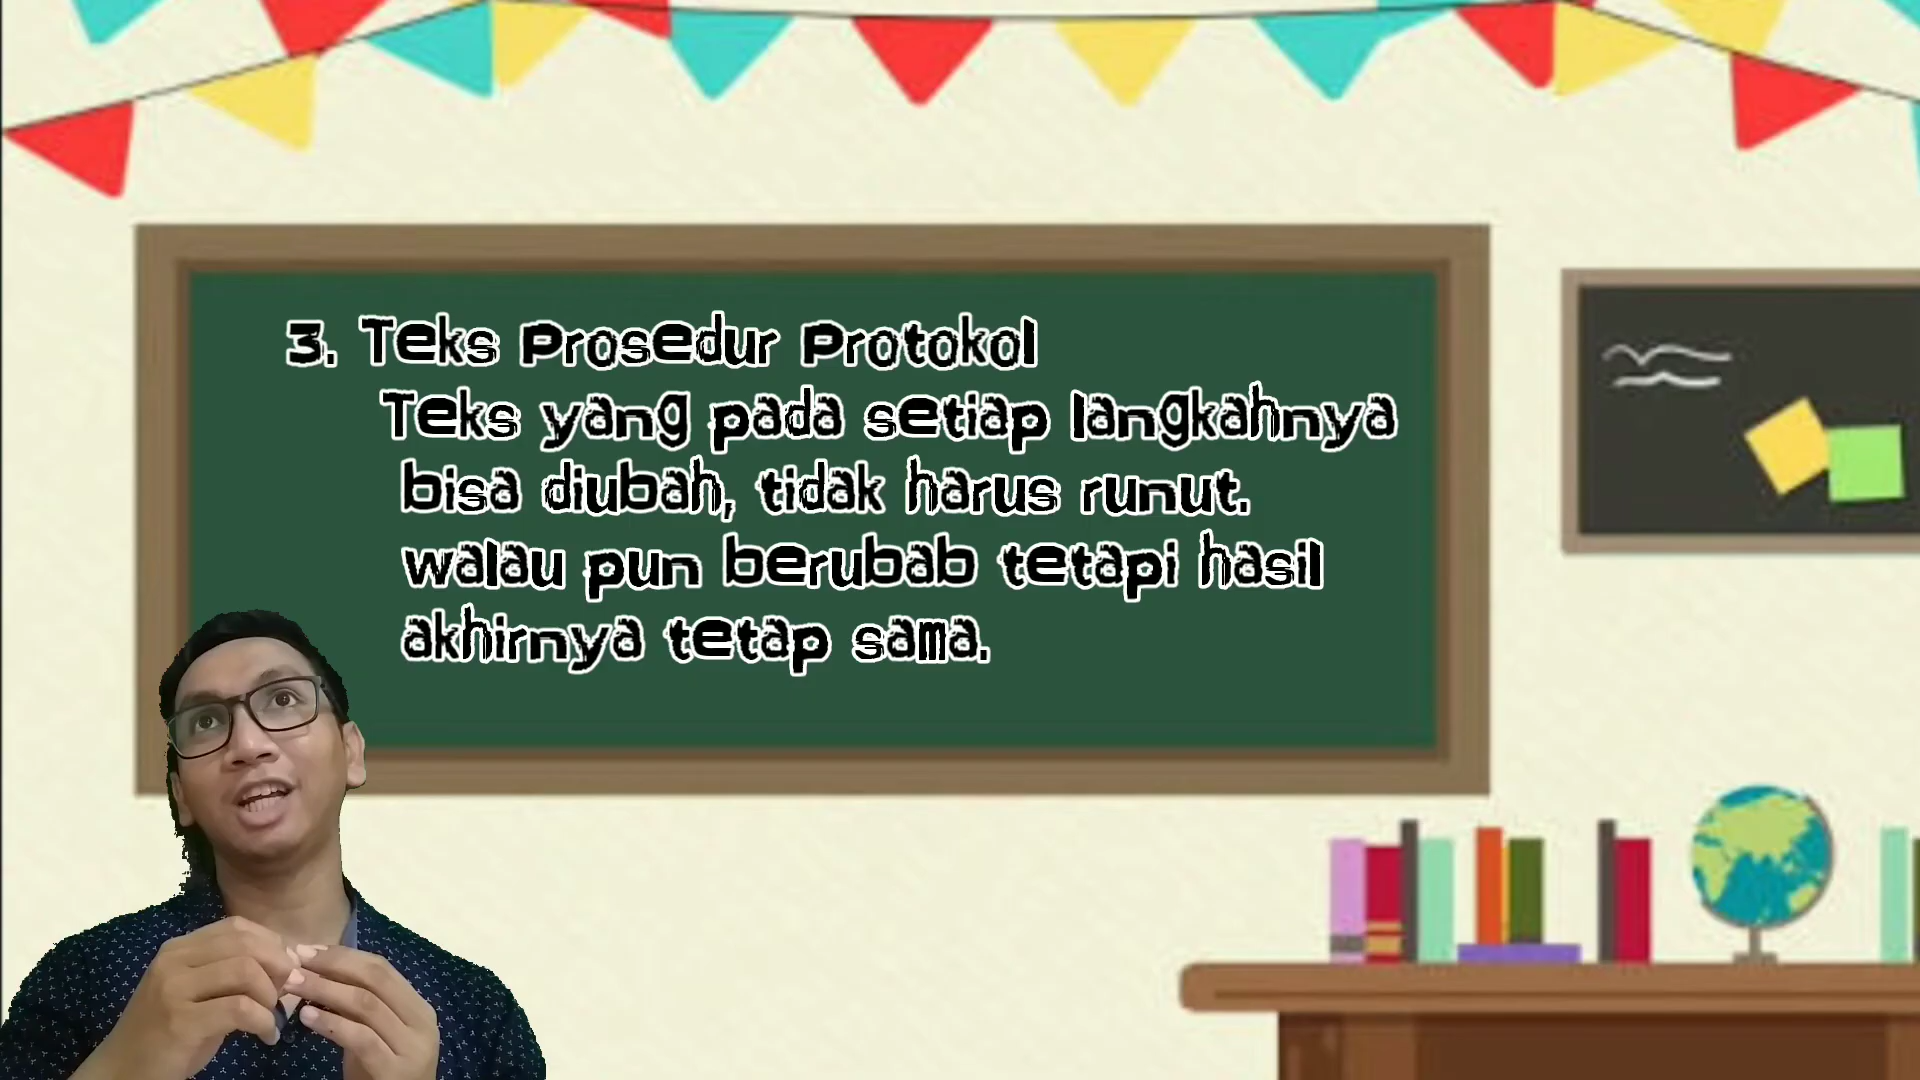 3. Teks Prosedur Protokol
Teks yang pada setiap langkahnya
bisa diubah, tidak harus runut.
walau pun berubab tetapi hasil
akhirnya tetap sama.